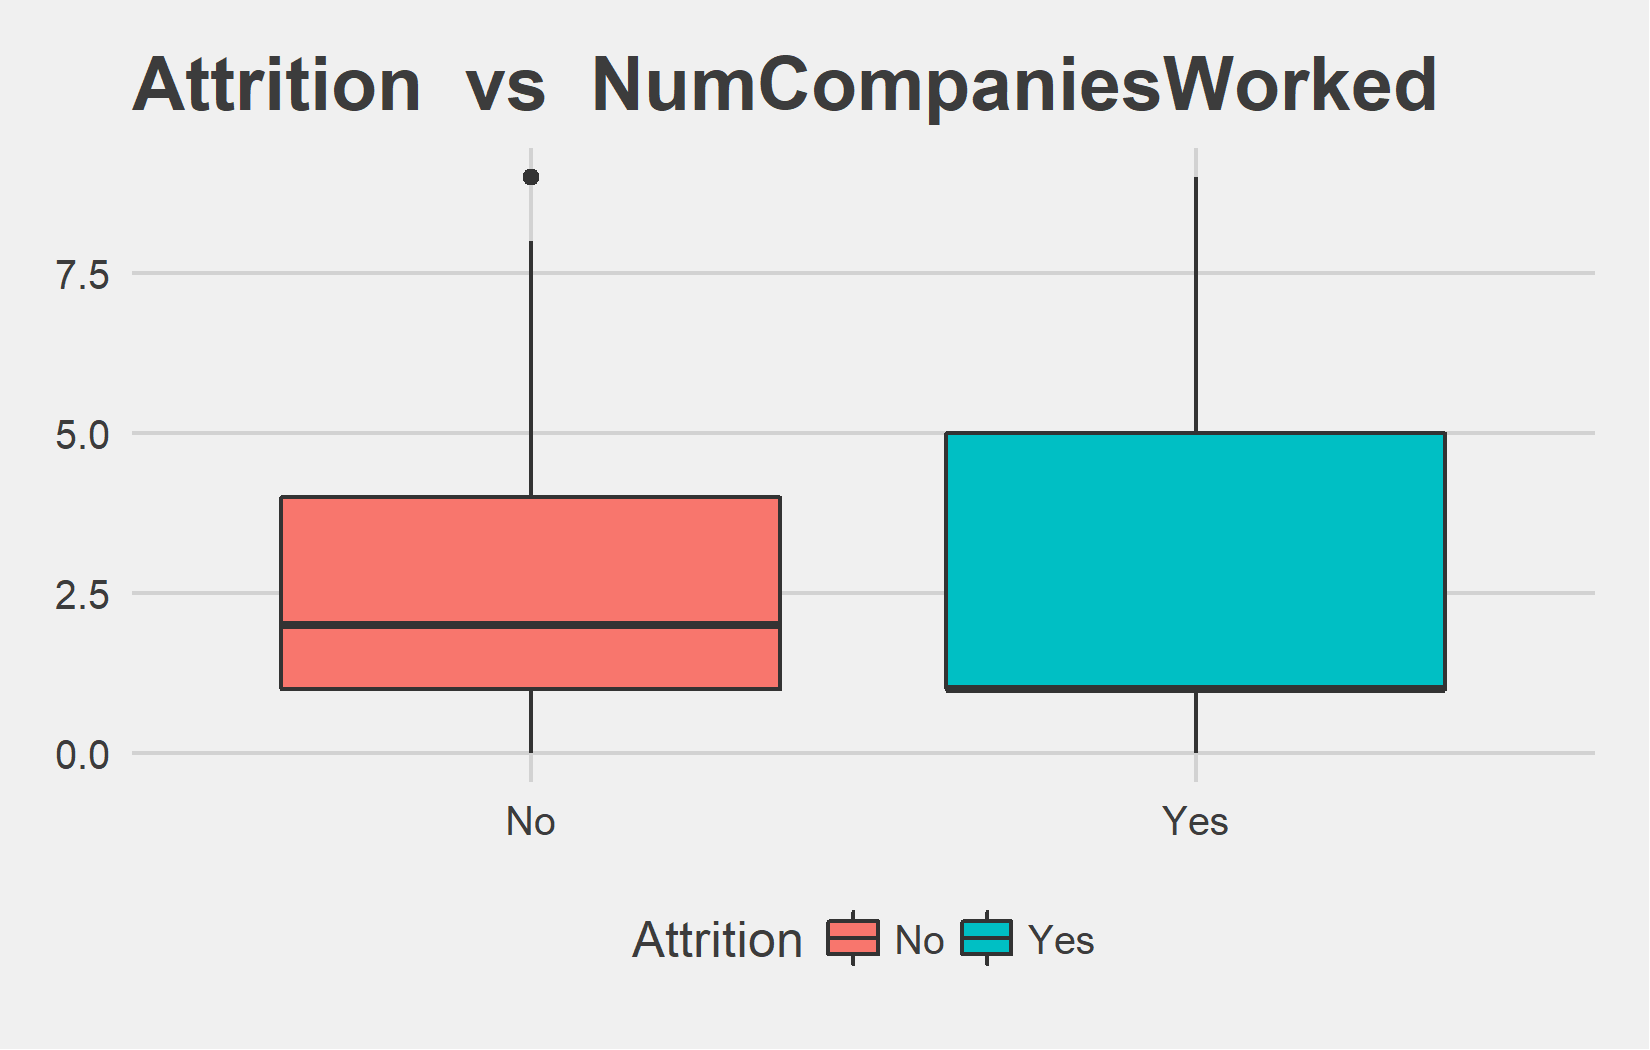 Attrition vs NumCompaniesWorked
7.5
5.0
2.5
0.0
No Yes
Attrition No Yes